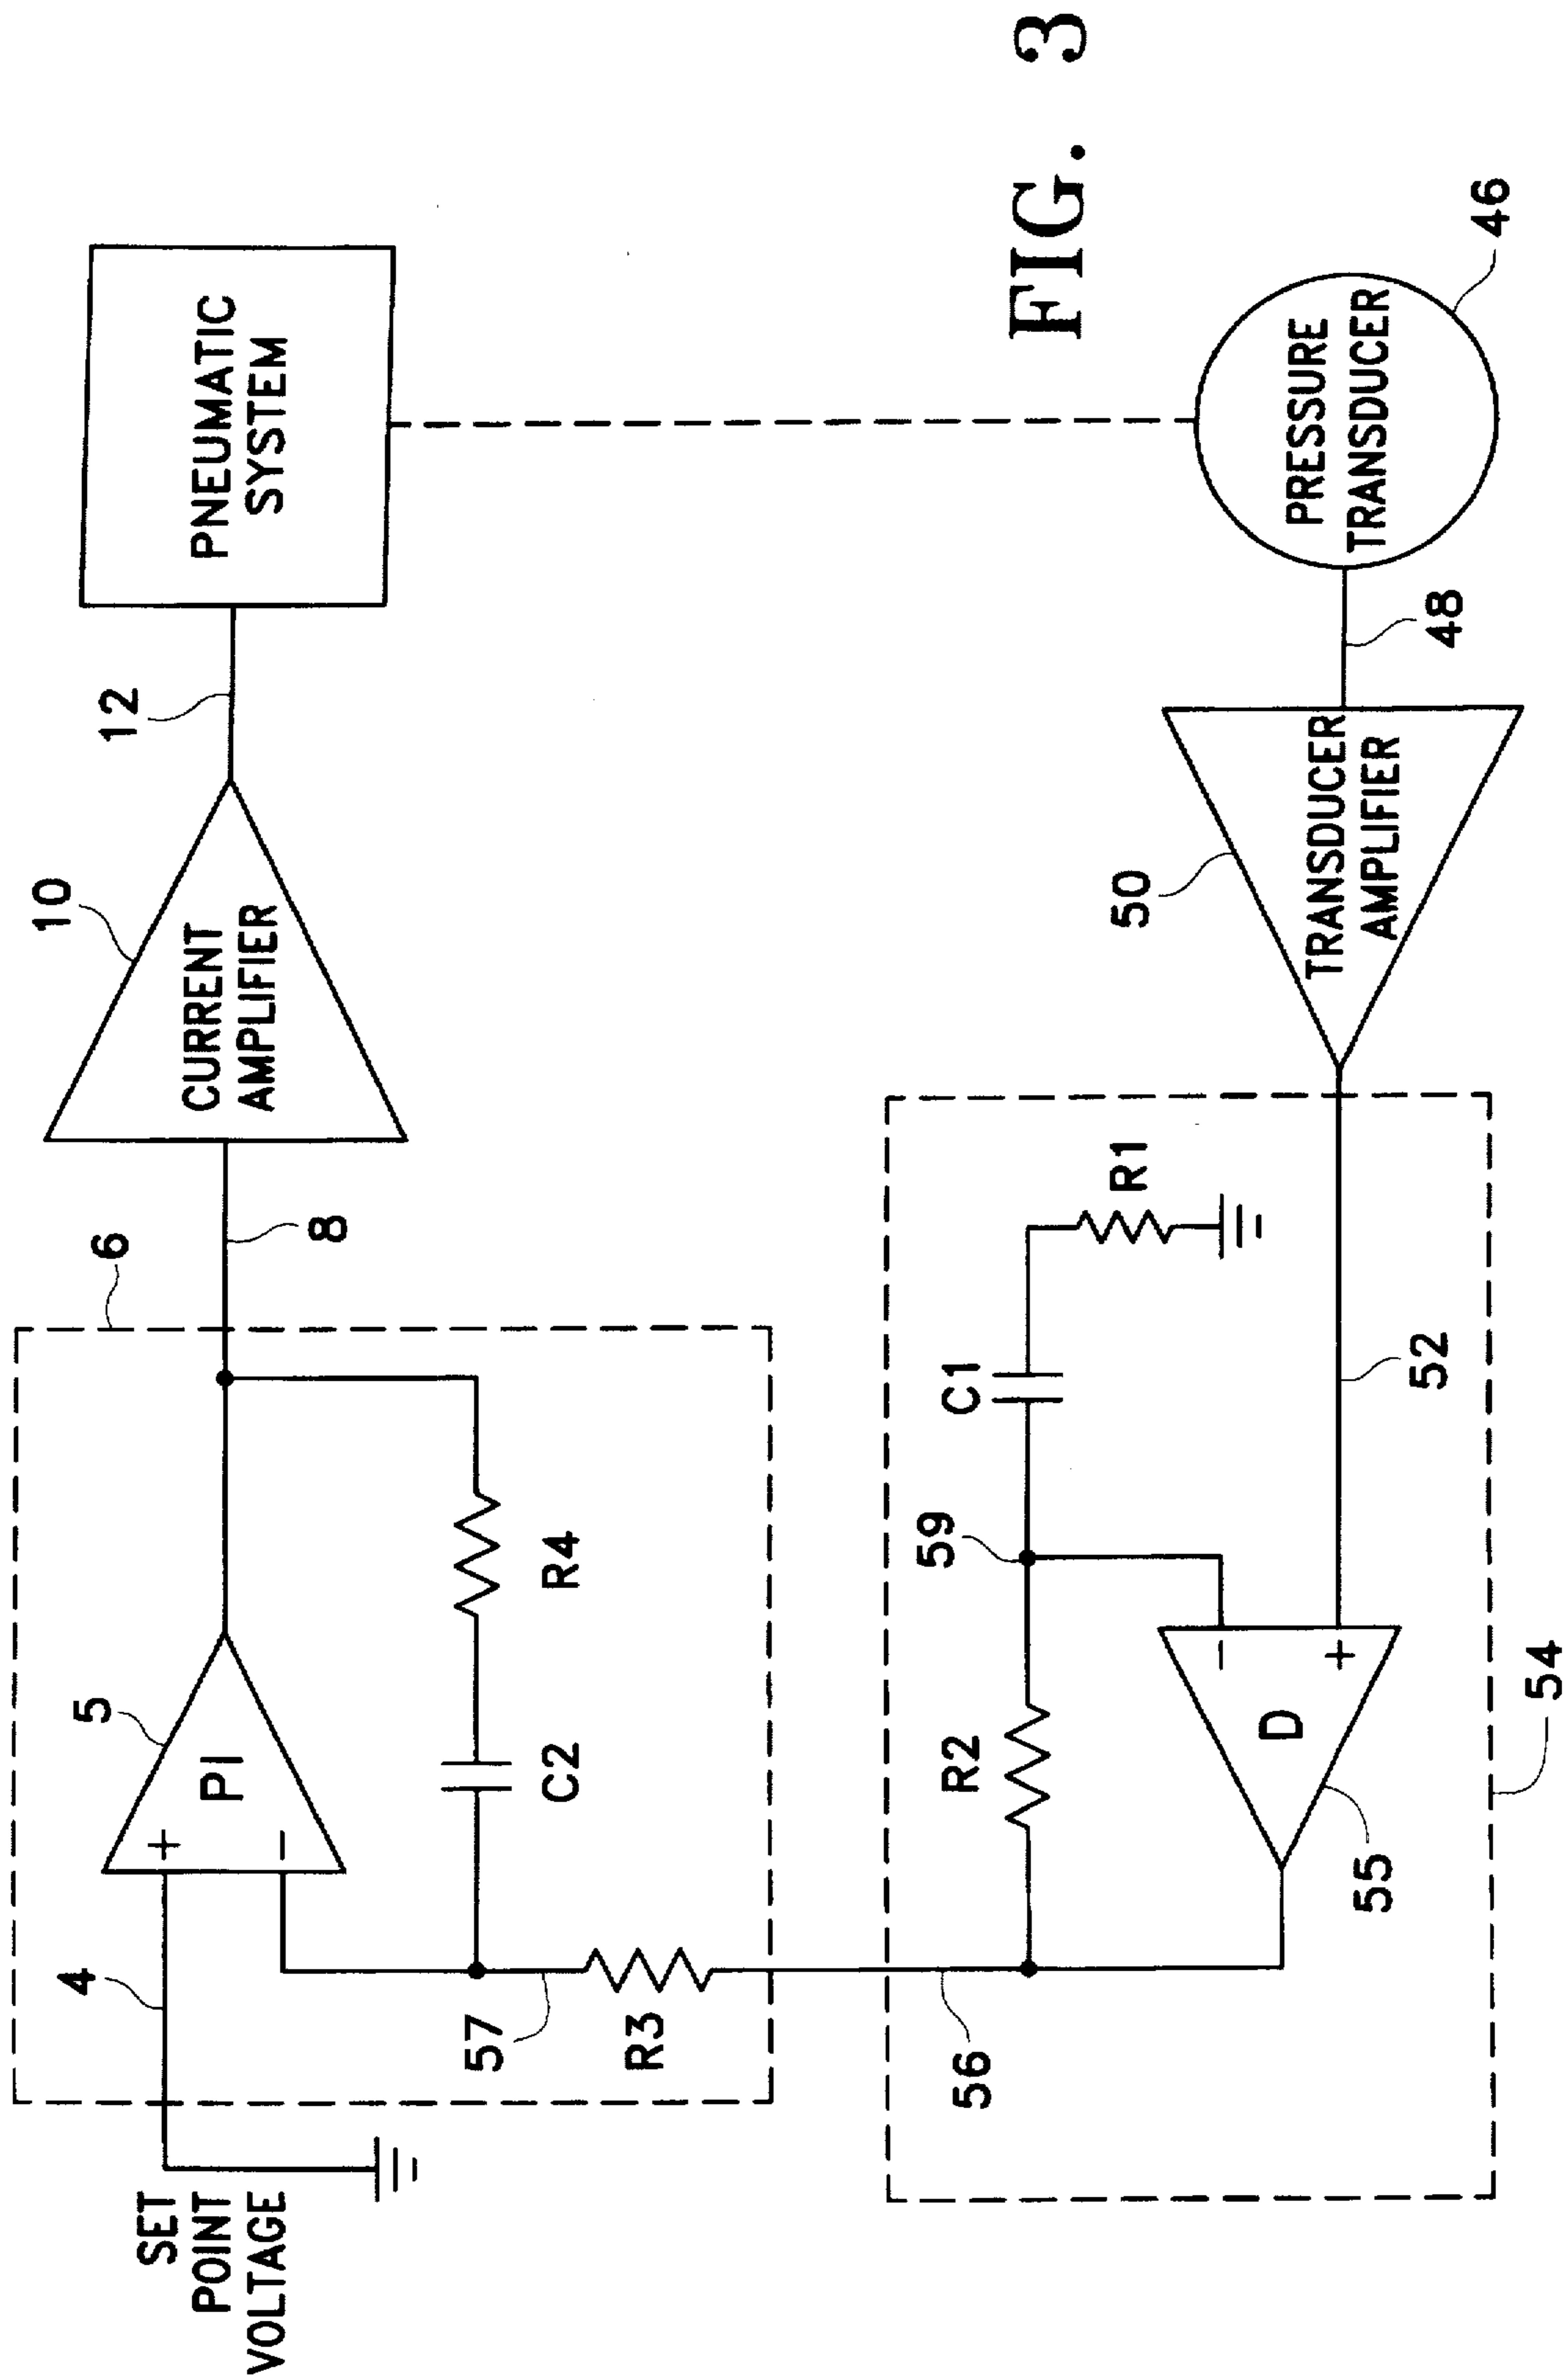 SET
POINT
VOLTAGE
4
5
PI
+
−
6
C2
R4
8
57
R3
10
CURRENT
AMPLIFIER
12
PNEUMATIC
SYSTEM
56
R2
59
C1
R1
D
−
+
55
54
52
50
TRANSDUCER
AMPLIFIER
48
PRESSURE
TRANSDUCER
46
FIG. 3